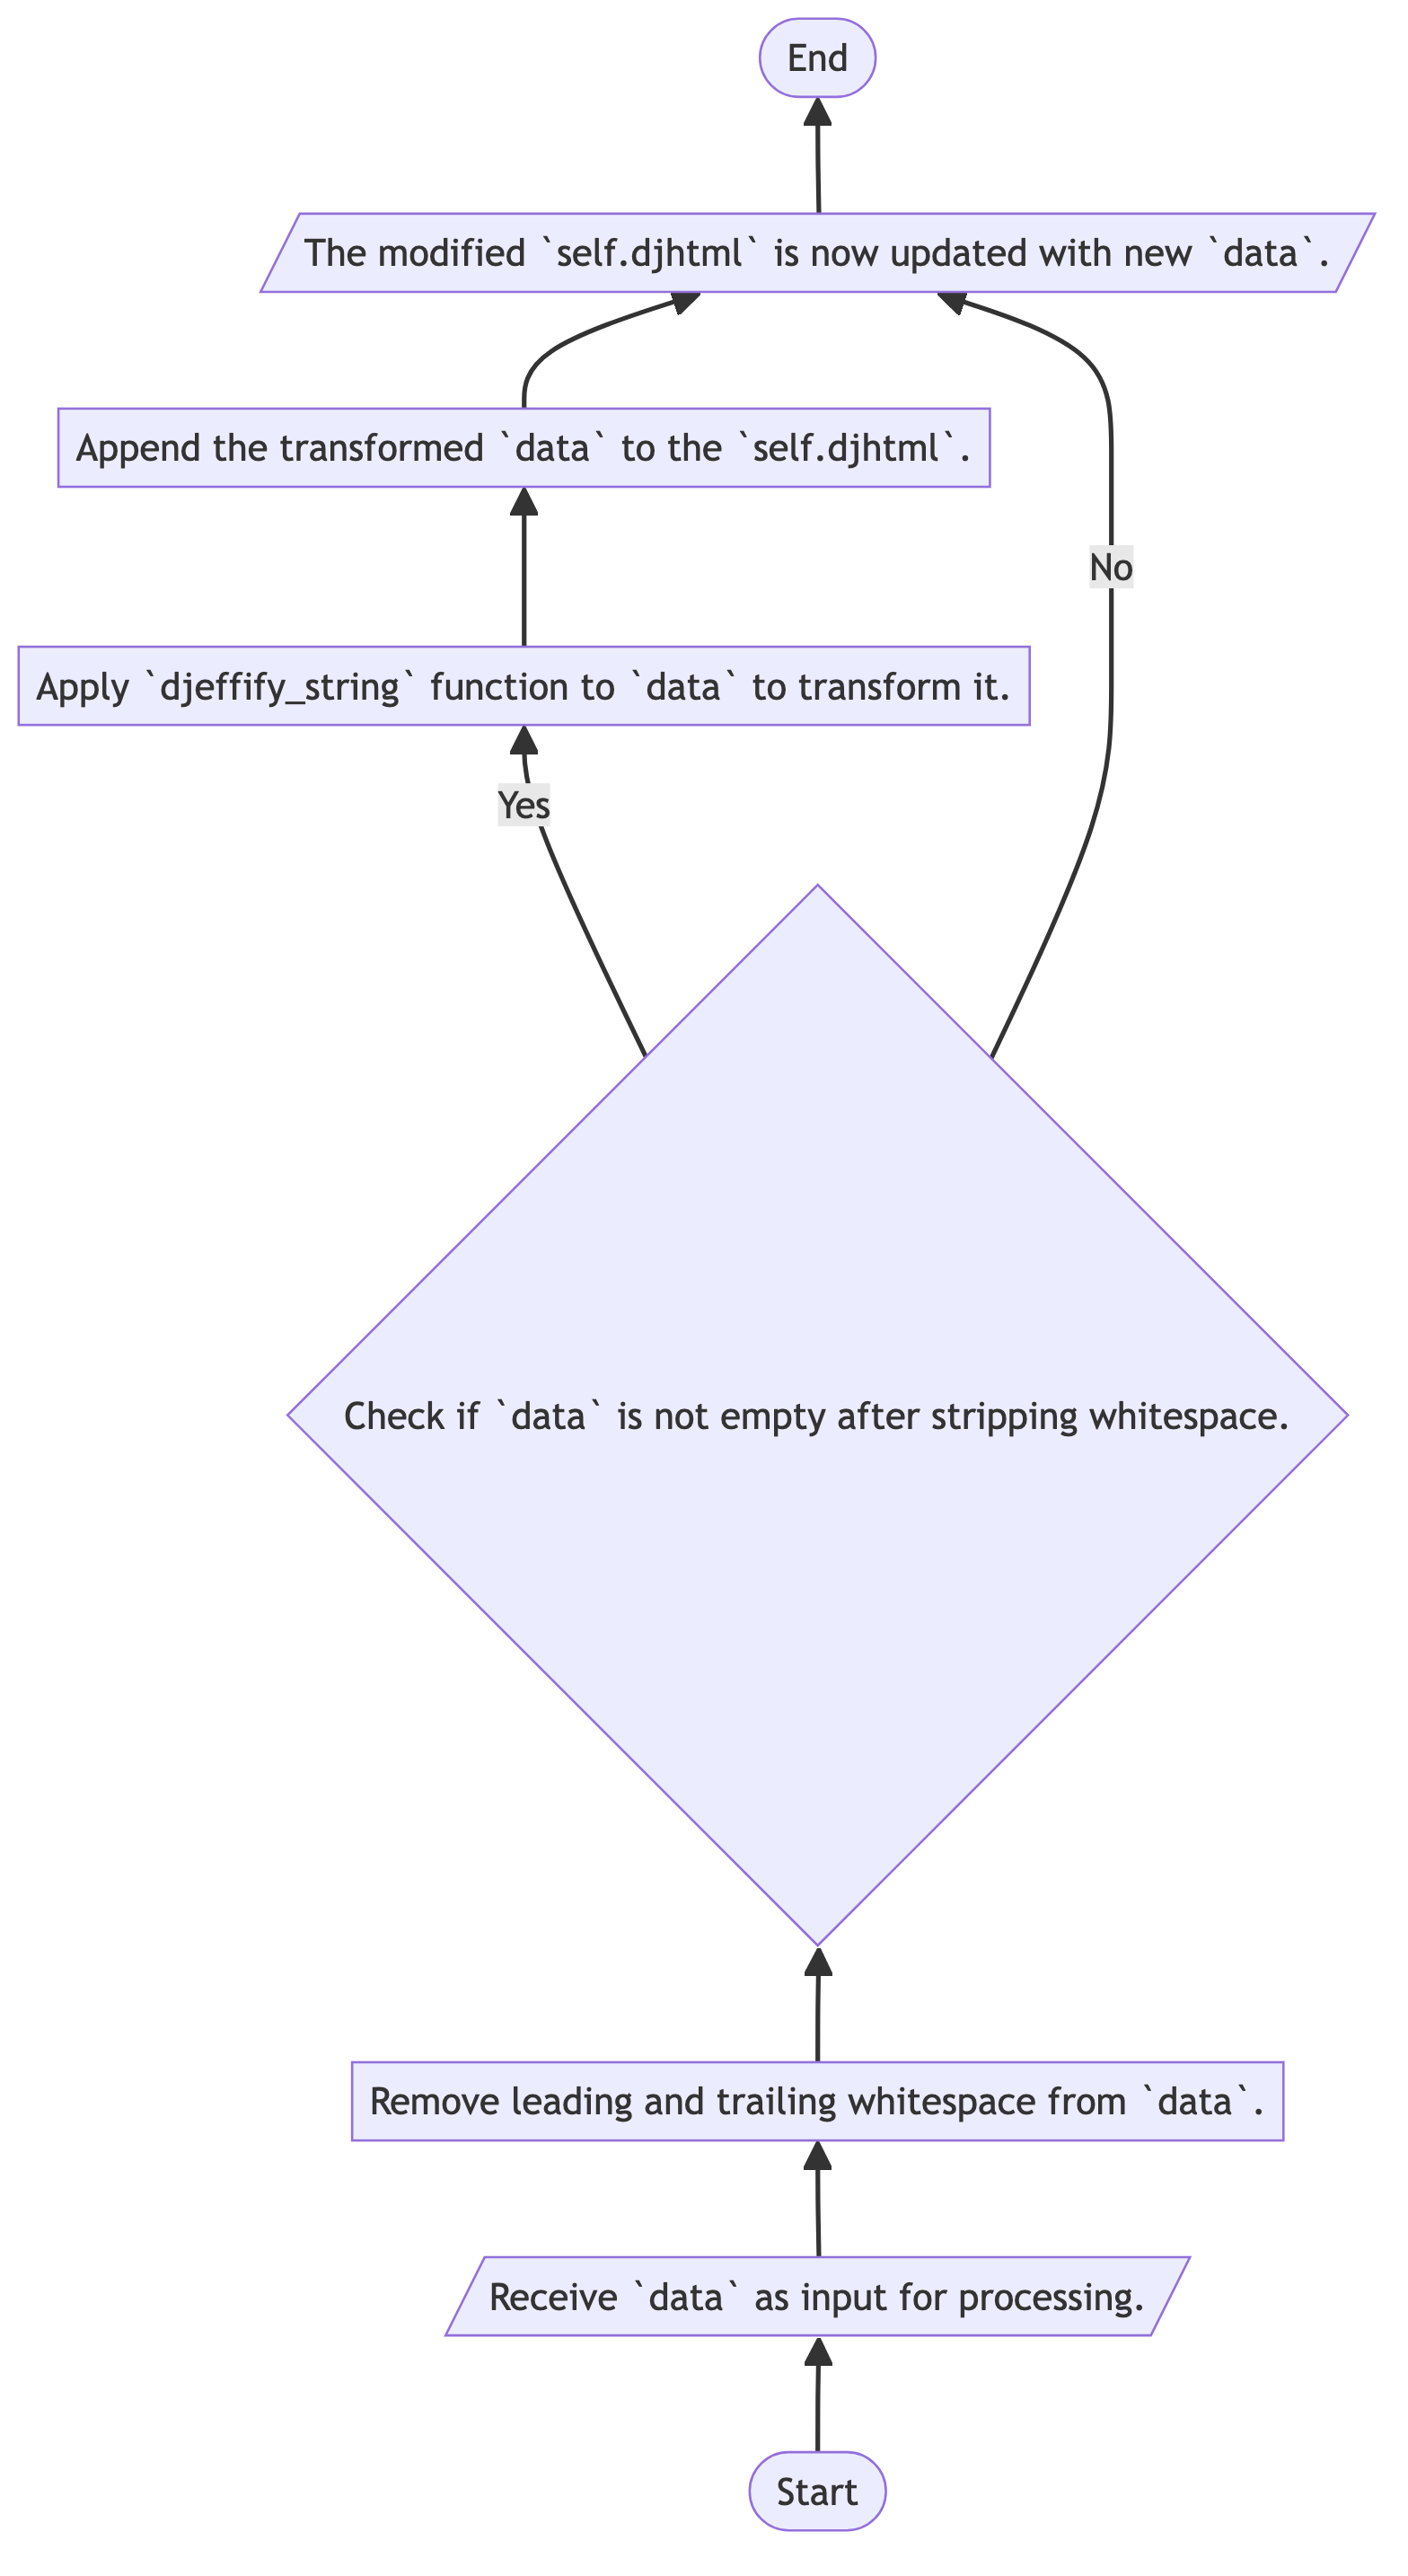 End
The modified `self.djhtml` is now updated with new `data`.
Append the transformed `data` to the `self.djhtml`.
No
Apply `djeffify_string` function to `data` to transform it.
Yes
Check if `data` is not empty after stripping whitespace.
Remove leading and trailing whitespace from `data`.
Receive `data` as input for processing.
Start